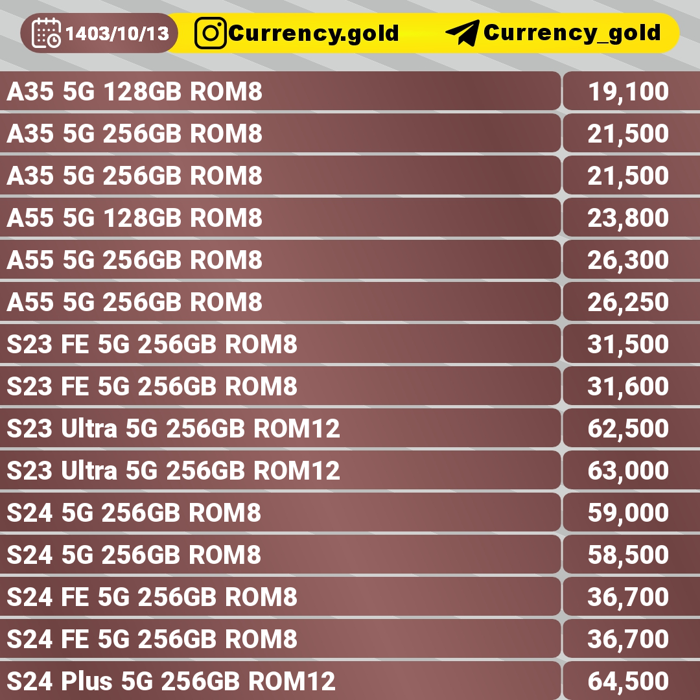 1403/10/13 Currency.gold Currency_gold
A35 5G 128GB ROM8 19,100
A35 5G 256GB ROM8 21,500
A35 5G 256GB ROM8 21,500
A55 5G 128GB ROM8 23,800
A55 5G 256GB ROM8 26,300
A55 5G 256GB ROM8 26,250
S23 FE 5G 256GB ROM8 31,500
S23 FE 5G 256GB ROM8 31,600
S23 Ultra 5G 256GB ROM12 62,500
S23 Ultra 5G 256GB ROM12 63,000
S24 5G 256GB ROM8 59,000
S24 5G 256GB ROM8 58,500
S24 FE 5G 256GB ROM8 36,700
S24 FE 5G 256GB ROM8 36,700
S24 Plus 5G 256GB ROM12 64,500